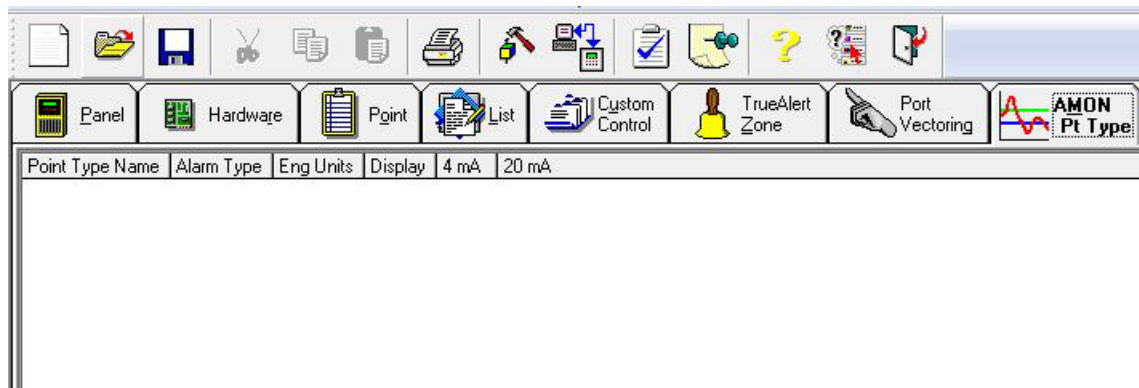 Panel
Hardware
Point
List
Custom
Control
TrueAlert
Zone
Port
Vectoring
AMON
Pt Type
Point Type Name Alarm Type Eng Units Display 4 mA 20 mA